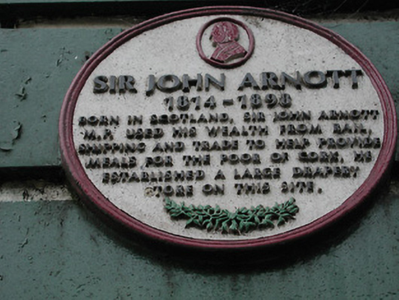 SIR JOHN ARNOTT
1814 - 1898
BORN IN SCOTLAND, SIR JOHN ARNOTT
M.P. USED HIS WEALTH FROM RAIL,
SHIPPING AND TRADE TO HELP PROVIDE
MEALS FOR THE POOR OF CORK. HE
ESTABLISHED A LARGE DRAPERY
STORE ON THIS SITE.